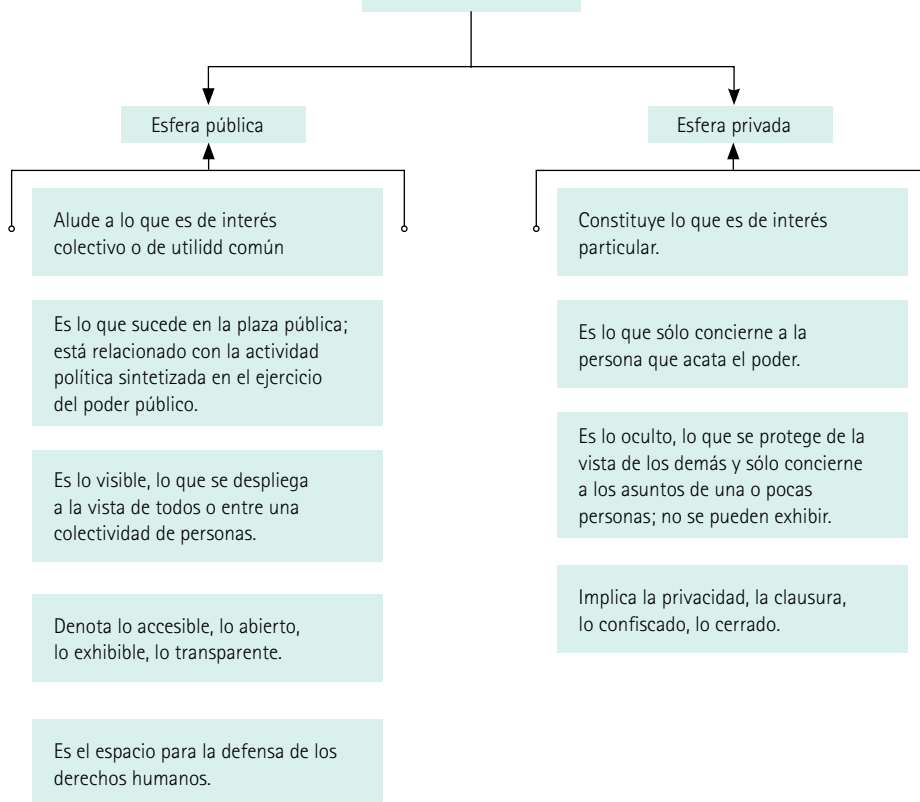 Esfera pública
Alude a lo que es de interés
colectivo o de utilidd común
Es lo que sucede en la plaza pública;
está relacionado con la actividad
política sintetizada en el ejercicio
del poder público.
Es lo visible, lo que se despliega
a la vista de todos o entre una
colectividad de personas.
Denota lo accesible, lo abierto,
lo exhibible, lo transparente.
Es el espacio para la defensa de los
derechos humanos.
Esfera privada
Constituye lo que es de interés
particular.
Es lo que sólo concierne a la
persona que acata el poder.
Es lo oculto, lo que se protege de la
vista de los demás y sólo concierne
a los asuntos de una o pocas
personas; no se pueden exhibir.
Implica la privacidad, la clausura,
lo confiscado, lo cerrado.